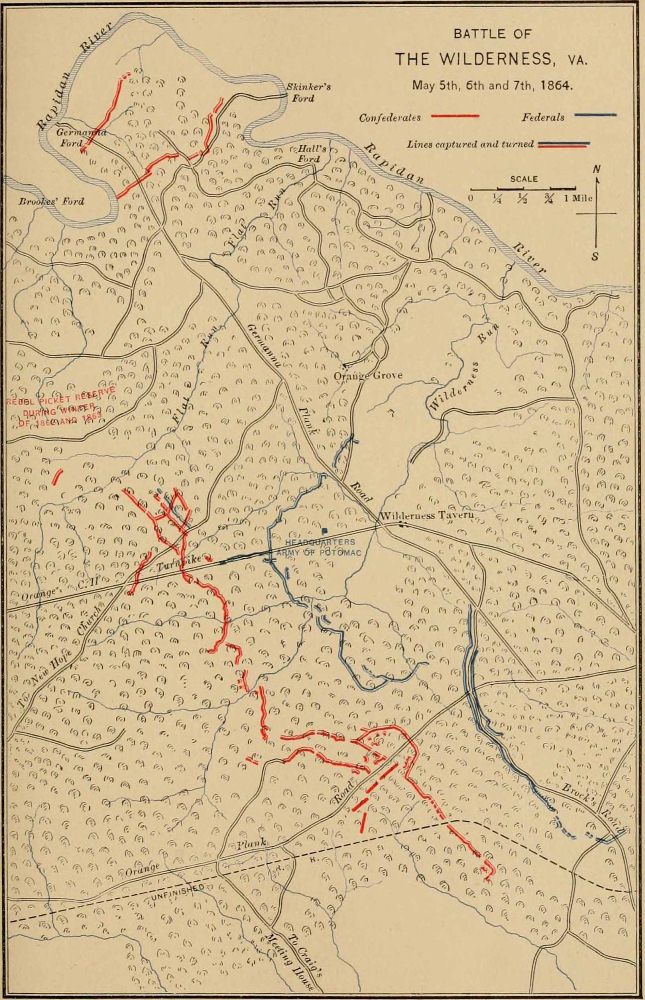 BATTLE OF
THE WILDERNESS, VA.
May 5th, 6th and 7th, 1864.
Confederates
Federals
Lines captured and turned
SCALE
0 ¼ ½ ¾ 1 Mile
N
S
Rapidan River
Skinker's
Ford
Germanna
Ford
Hall's
Ford
Rapidan
River
Brookes' Ford
Flat Run
Germanna
Plank
Road
Flat Run
Orange Grove
Wilderness Run
REBEL PICKET RESERVE
DURING WINTER
OF 1862 AND 1863
Wilderness Tavern
HEADQUARTERS
ARMY OF POTOMAC
Orange C. H. Turnpike
To New Hope Church
Brock's Road
Orange Plank Road
UNFINISHED
R.
R.
To Craig's
Meeting House